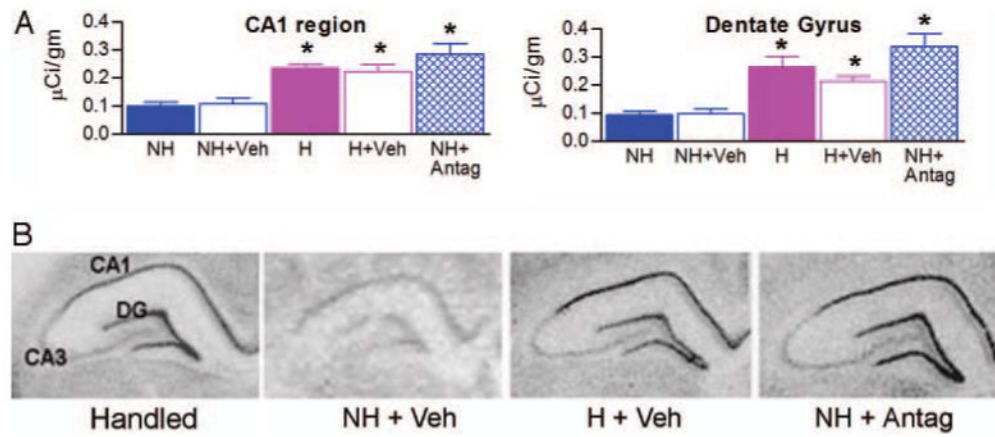 A
CA1 region
µCi/gm
0.4
0.3
0.2
0.1
0.0
*
*
*
NH
NH+Veh
H
H+Veh
NH+
Antag
Dentate Gyrus
µCi/gm
0.4
0.3
0.2
0.1
0.0
*
*
*
NH
NH+Veh
H
H+Veh
NH+
Antag
B
CA1
DG
CA3
Handled
NH + Veh
H + Veh
NH + Antag